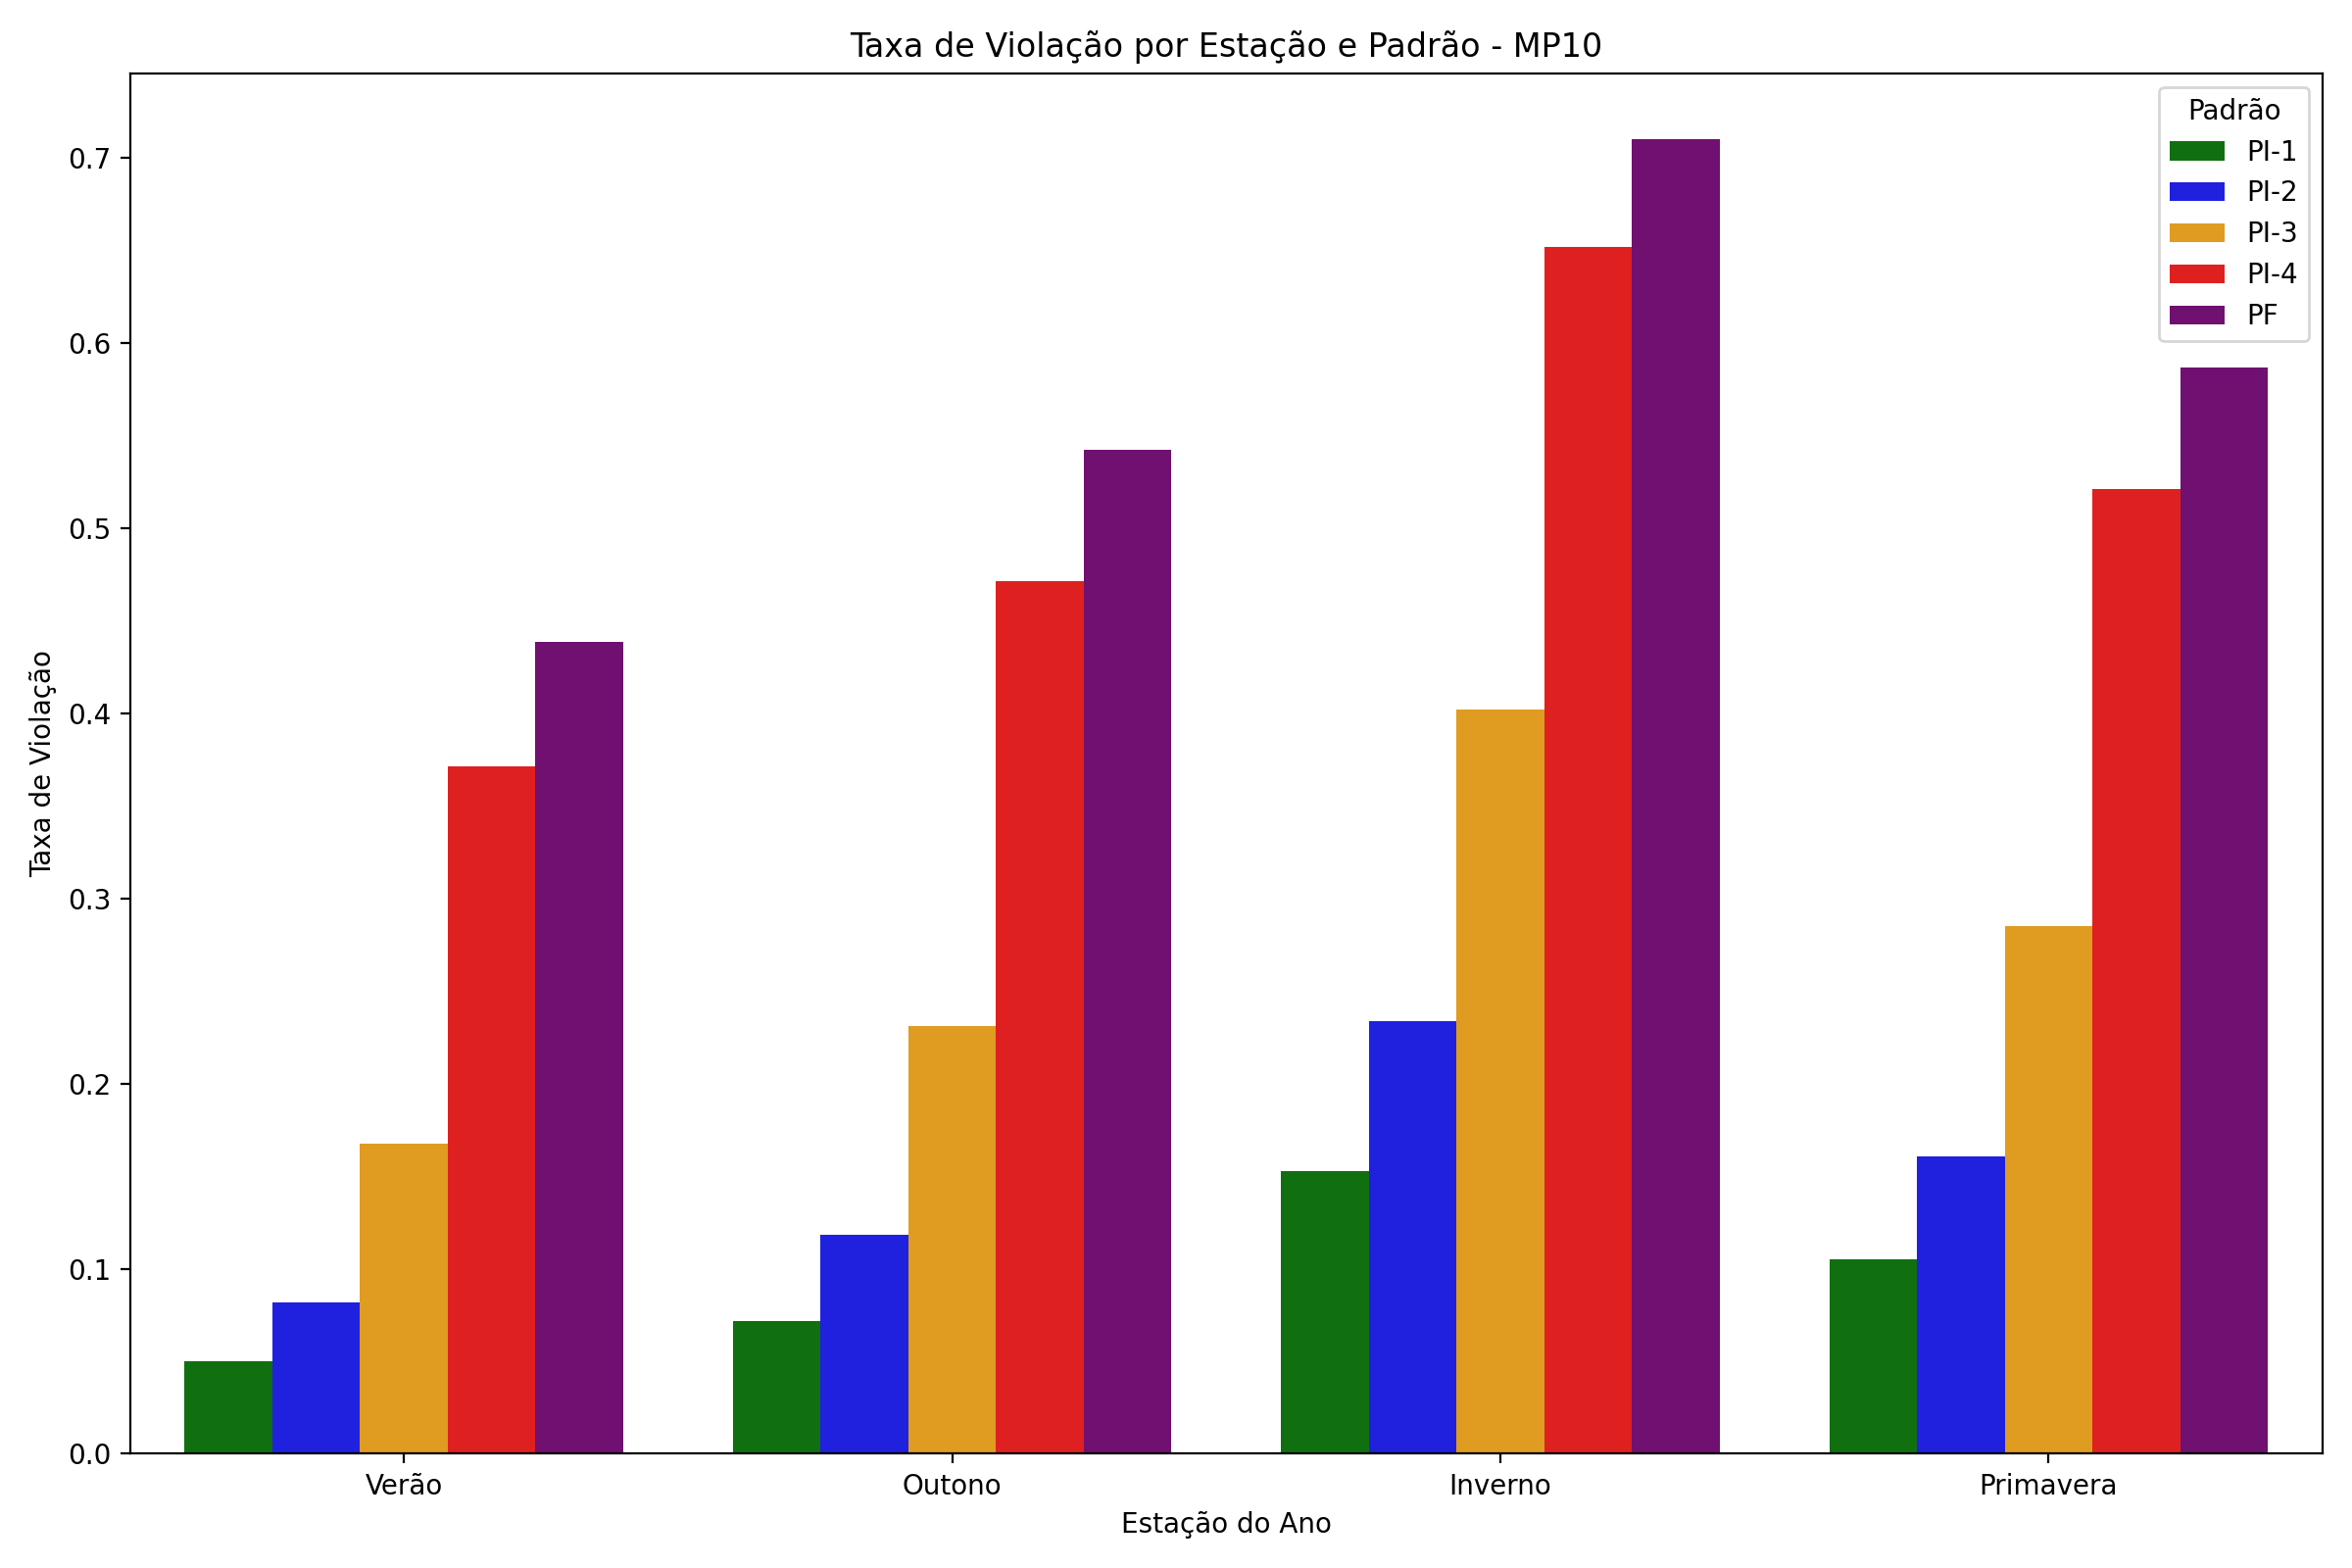 Taxa de Violação por Estação e Padrão - MP10
Padrão
PI-1
PI-2
PI-3
PI-4
PF
Taxa de Violação
0.7
0.6
0.5
0.4
0.3
0.2
0.1
0.0
Verão
Outono
Inverno
Primavera
Estação do Ano